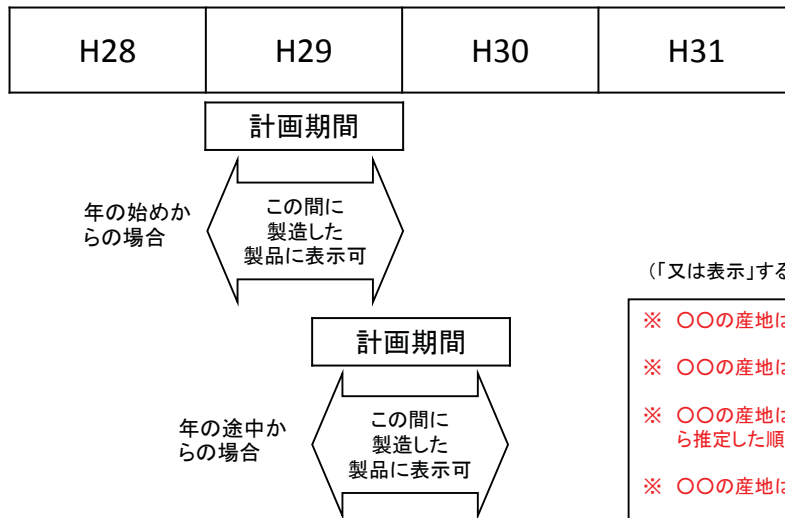 H28 H29 H30 H31
計画期間
年の始めか
らの場合
この間に
製造した
製品に表示可
(「又は表示」する
※ 〇〇の産地は
計画期間
※ 〇〇の産地は
※ 〇〇の産地は
ら推定した順
年の途中か
らの場合
この間に
製造した
製品に表示可
※ 〇〇の産地は